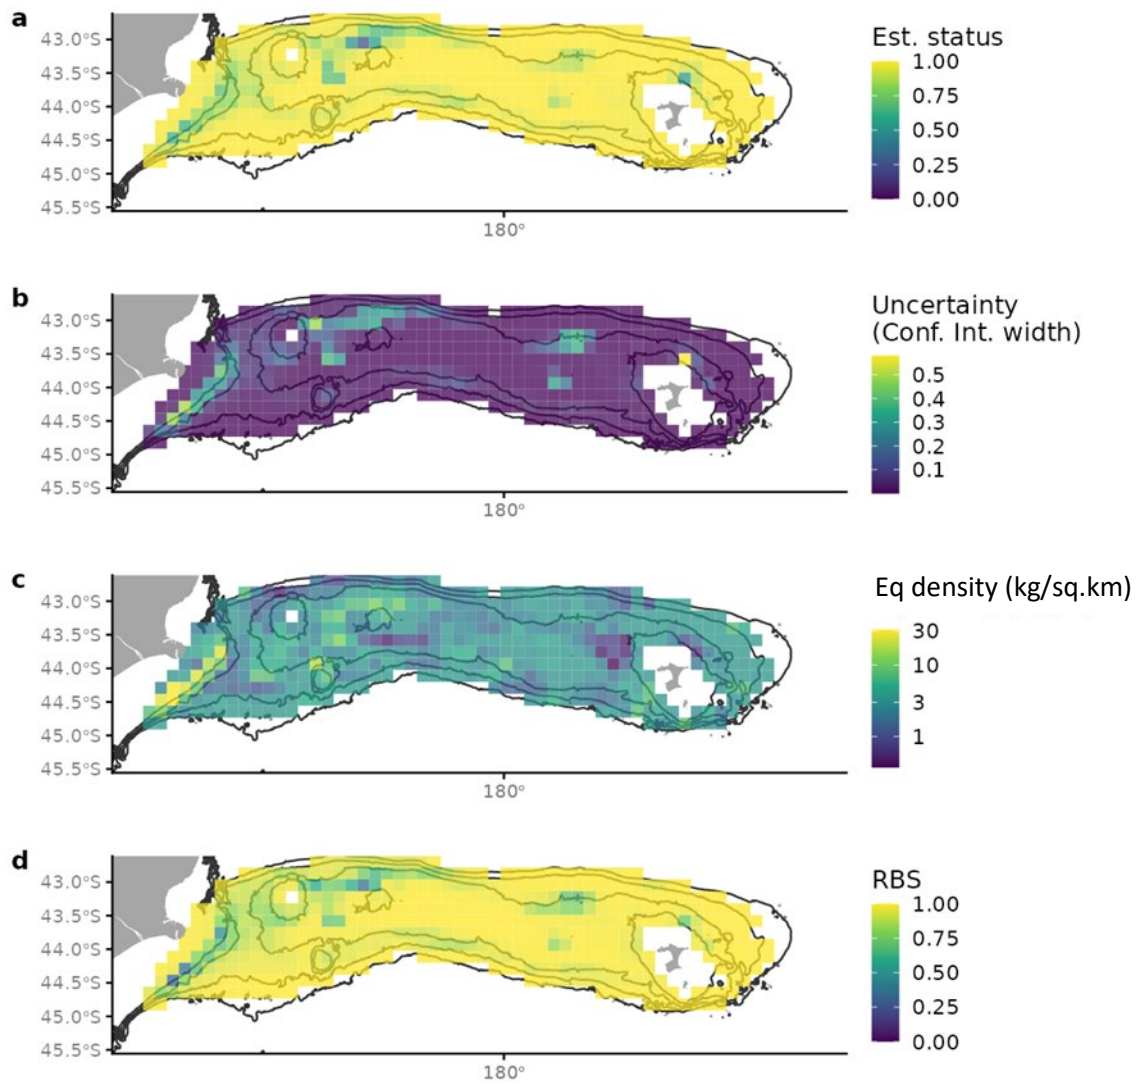 a
Est. status
43.0°S
43.5°S
44.0°S
44.5°S
45.0°S
45.5°S
180°
1.00
0.75
0.50
0.25
0.00
b
Uncertainty
(Conf. Int. width)
43.0°S
43.5°S
44.0°S
44.5°S
45.0°S
45.5°S
180°
0.5
0.4
0.3
0.2
0.1
c
Eq density (kg/sq.km)
43.0°S
43.5°S
44.0°S
44.5°S
45.0°S
45.5°S
180°
30
10
3
1
d
RBS
43.0°S
43.5°S
44.0°S
44.5°S
45.0°S
45.5°S
180°
1.00
0.75
0.50
0.25
0.00